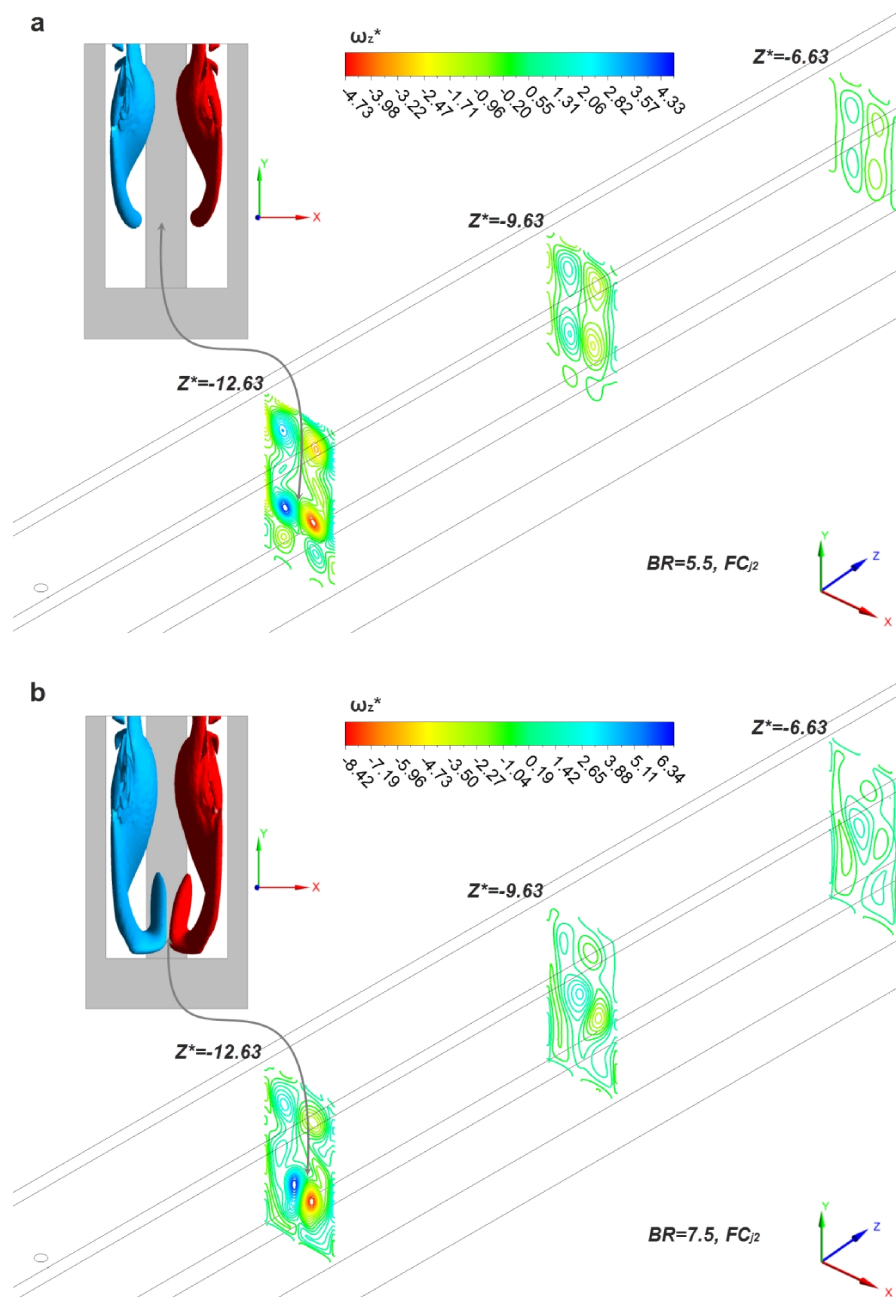 a
ωz*
-4.73
-3.98
-3.22
-2.47
-1.71
-0.96
-0.20
0.55
1.31
2.06
2.82
3.57
4.33
Z*=-6.63
Y
X
Z*=-9.63
Z*=-12.63
BR=5.5, FCj2
Y
Z
X
b
ωz*
-8.42
-7.19
-5.96
-4.73
-3.50
-2.27
-1.04
0.19
1.42
2.65
3.88
5.11
6.34
Z*=-6.63
Y
X
Z*=-9.63
Z*=-12.63
BR=7.5, FCj2
Y
Z
X